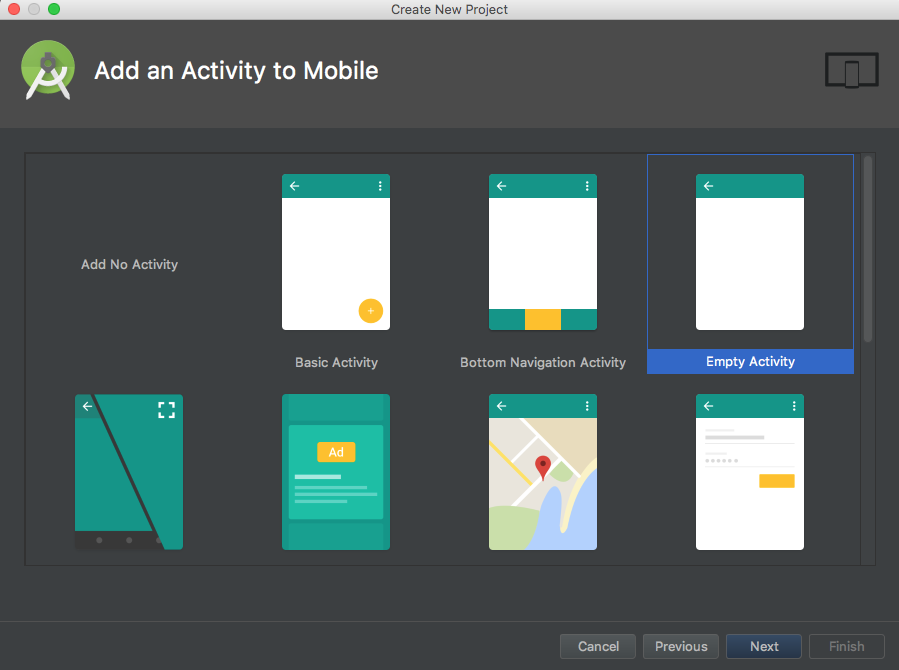 Create New Project
Add an Activity to Mobile
Add No Activity
Basic Activity
Bottom Navigation Activity
Empty Activity
Ad
Cancel
Previous
Next
Finish